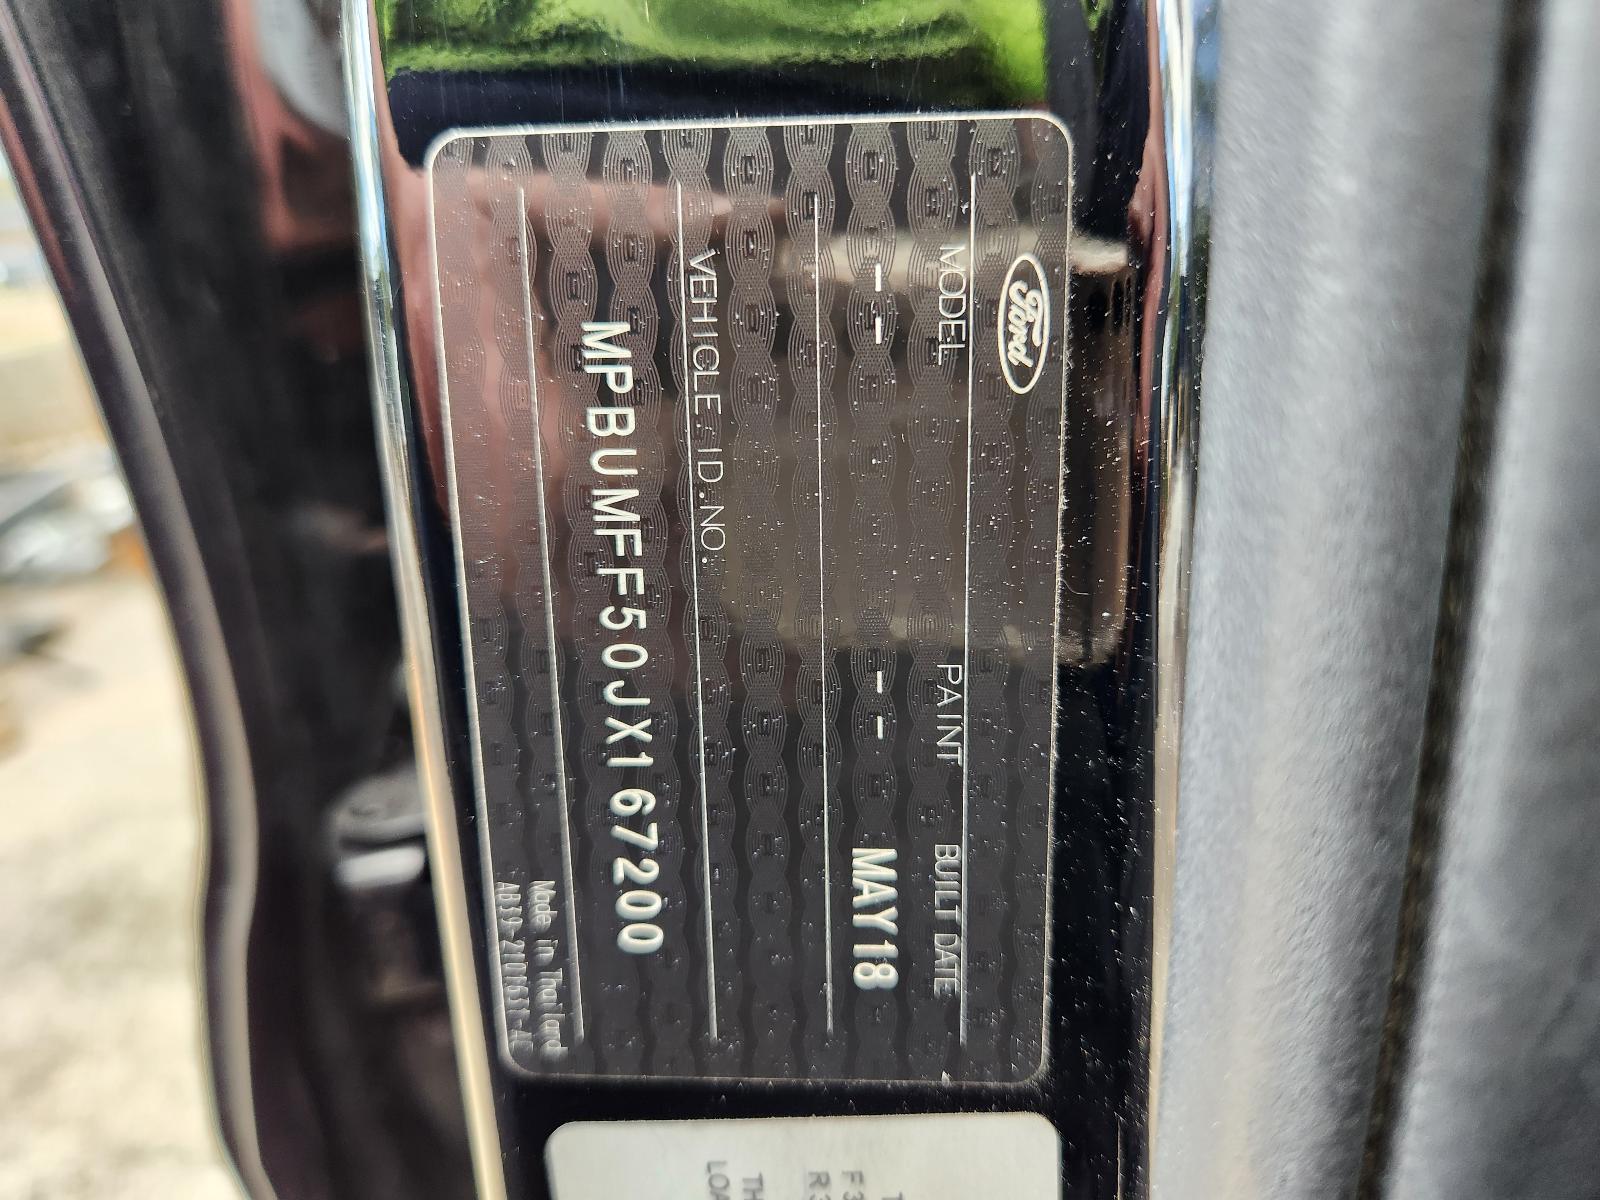 Ford
MODEL PAINT BUILT DATE
-- -- MAY18
VEHICLE ID.NO.
MPBUMFF50JX167200
Made in Thailand